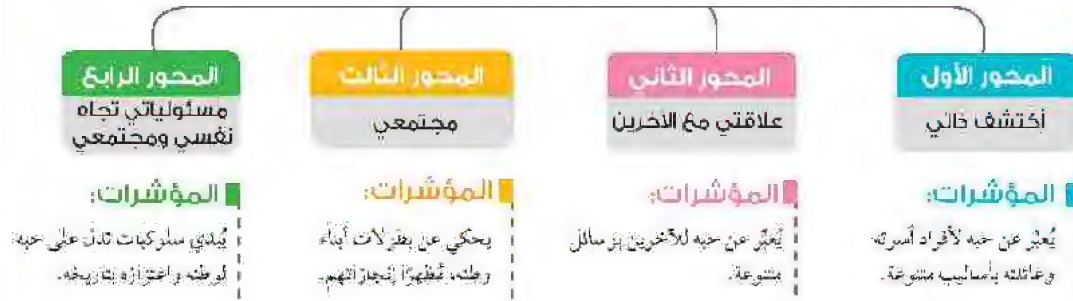 المحور الأول
أكتشف ذاتي
المؤشرات:
يُعبِّر عن حبه لأفراد أسرته
وعائلته بأساليب متنوعة.
المحور الثاني
علاقتي مع الآخرين
المؤشرات:
يُعبِّر عن حبه للآخرين بوسائل
متنوعة.
المحور الثالث
مجتمعي
المؤشرات:
يحكي عن بطولات أبناء
وطنه، مُظهرًا إنجازاتهم.
المحور الرابع
مسئولياتي تجاه
نفسي ومجتمعي
المؤشرات:
يُبدي سلوكيات تدل على حبه
لوطنه واعتزازه بتاريخه.